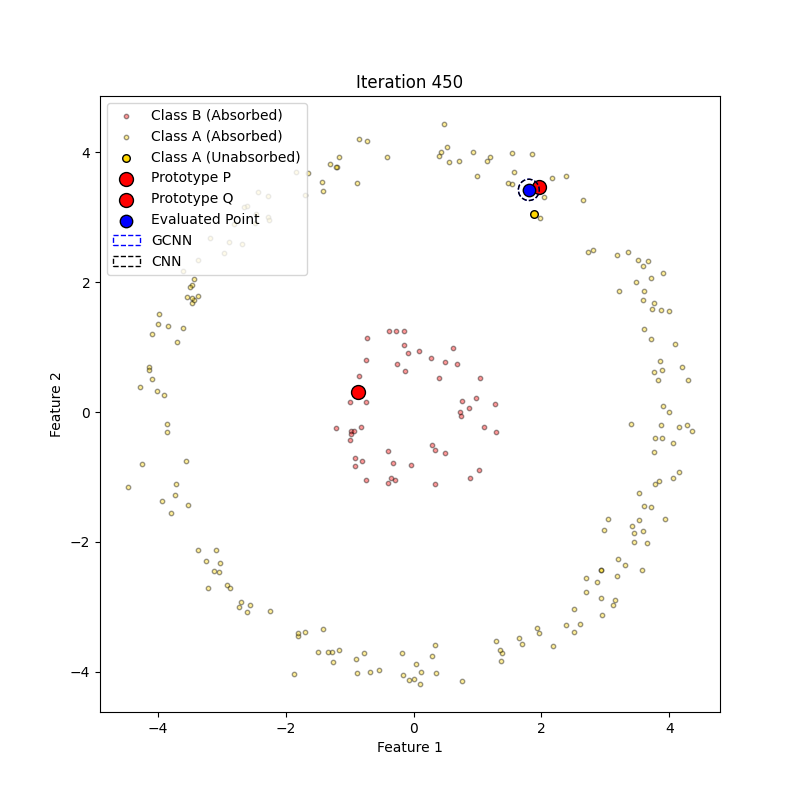 Iteration 450
Class B (Absorbed)
Class A (Absorbed)
Class A (Unabsorbed)
Prototype P
Prototype Q
Evaluated Point
GCNN
CNN
4
2
0
−2
−4
Feature 2
−4
−2
0
2
4
Feature 1